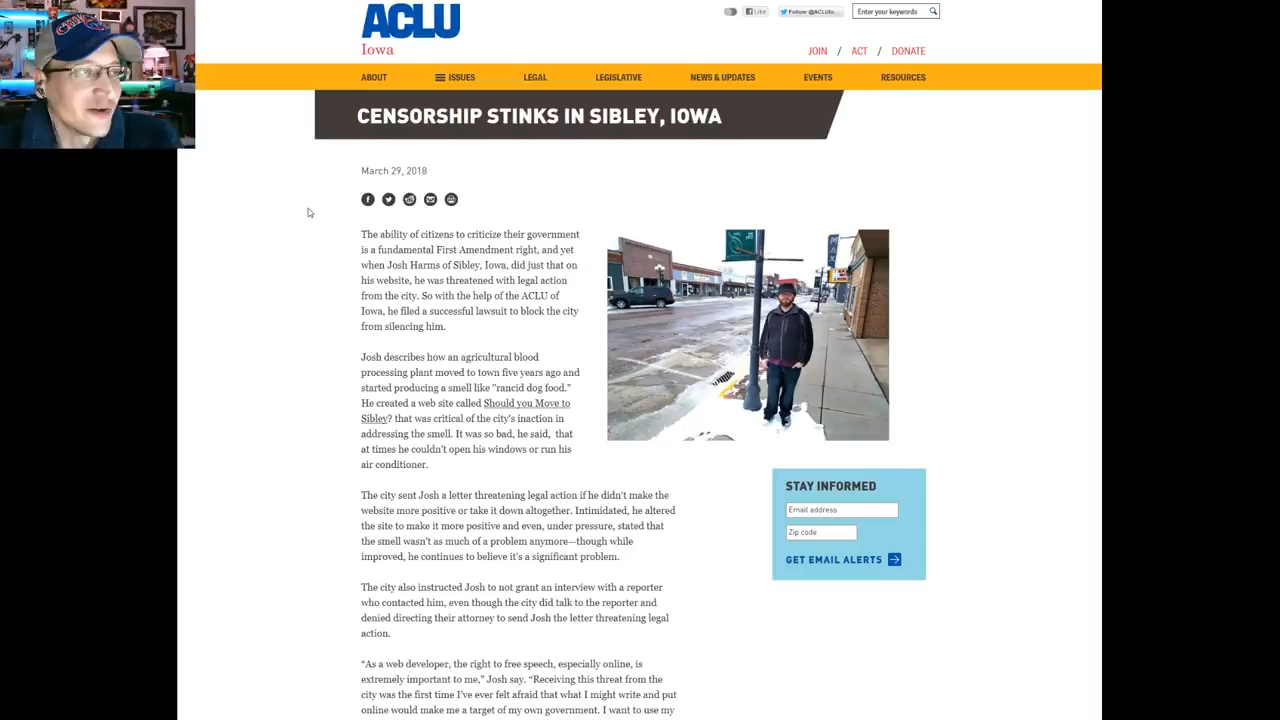 ACLU
Iowa
Like
Follow @ACLUIo...
Enter your keywords
JOIN / ACT / DONATE
ABOUT
ISSUES
LEGAL
LEGISLATIVE
NEWS & UPDATES
EVENTS
RESOURCES
CENSORSHIP STINKS IN SIBLEY, IOWA
March 29, 2018
The ability of citizens to criticize their government
is a fundamental First Amendment right, and yet
when Josh Harms of Sibley, Iowa, did just that on
his website, he was threatened with legal action
from the city. So with the help of the ACLU of
Iowa, he filed a successful lawsuit to block the city
from silencing him.
Josh describes how an agricultural blood
processing plant moved to town five years ago and
started producing a smell like "rancid dog food."
He created a web site called Should you Move to
Sibley? that was critical of the city's inaction in
addressing the smell. It was so bad, he said, that
at times he couldn't open his windows or run his
air conditioner.
The city sent Josh a letter threatening legal action if he didn't make the
website more positive or take it down altogether. Intimidated, he altered
the site to make it more positive and even, under pressure, stated that
the smell wasn't as much of a problem anymore—though while
improved, he continues to believe it's a significant problem.
The city also instructed Josh to not grant an interview with a reporter
who contacted him, even though the city did talk to the reporter and
denied directing their attorney to send Josh the letter threatening legal
action.
“As a web developer, the right to free speech, especially online, is
extremely important to me,” Josh say. “Receiving this threat from the
city was the first time I’ve ever felt afraid that what I might write and put
online would make me a target of my own government. I want to use my
STAY INFORMED
Email address
Zip code
GET EMAIL ALERTS